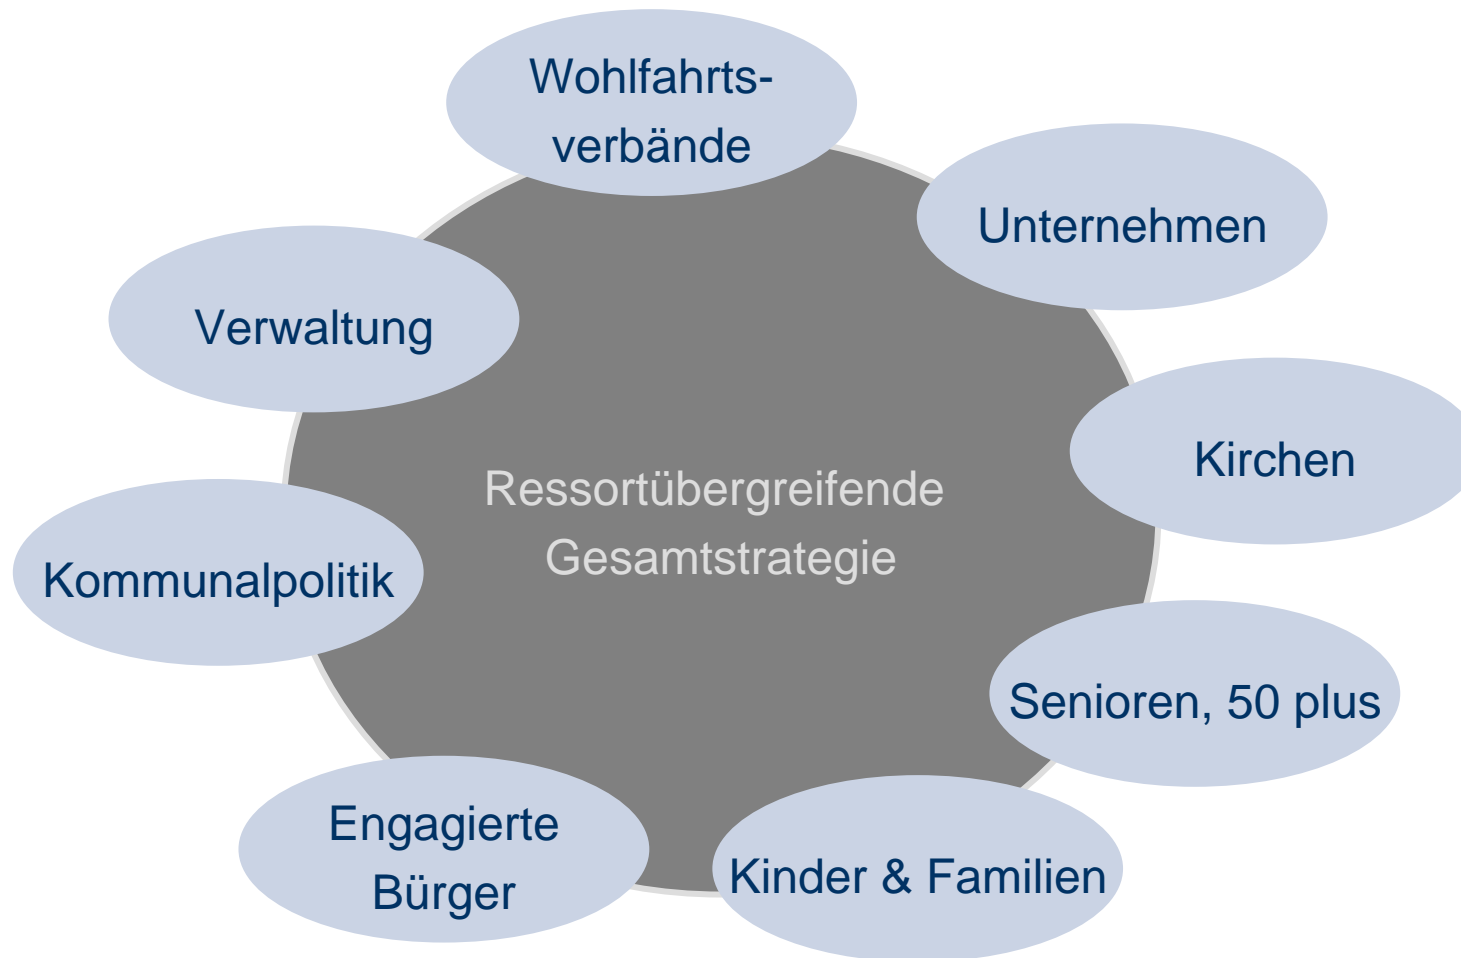 Wohlfahrts-
verbände
Unternehmen
Verwaltung
Kirchen
Ressortübergreifende
Gesamtstrategie
Kommunalpolitik
Senioren, 50 plus
Engagierte
Bürger
Kinder & Familien